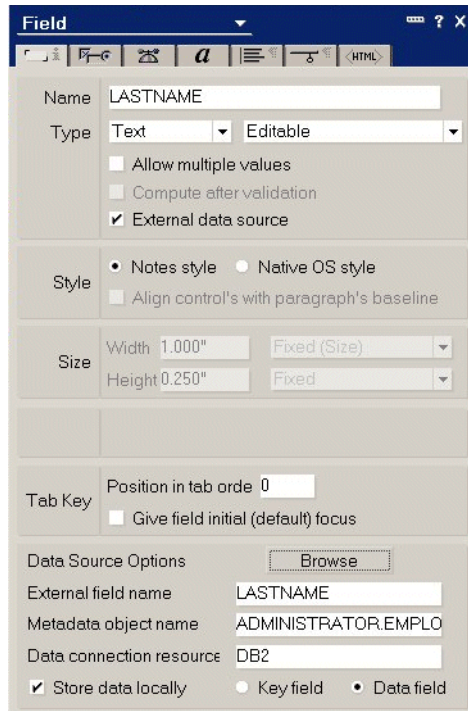 Field ? X
a <HTML>
Name LASTNAME
Type Text Editable
Allow multiple values
Compute after validation
External data source
Style Notes style Native OS style
Align control's with paragraph's baseline
Size Width 1.000" Fixed (Size)
Height 0.250" Fixed
Tab Key Position in tab orde 0
Give field initial (default) focus
Data Source Options Browse
External field name LASTNAME
Metadata object name ADMINISTRATOR.EMPLO
Data connection resource DB2
Store data locally Key field Data field